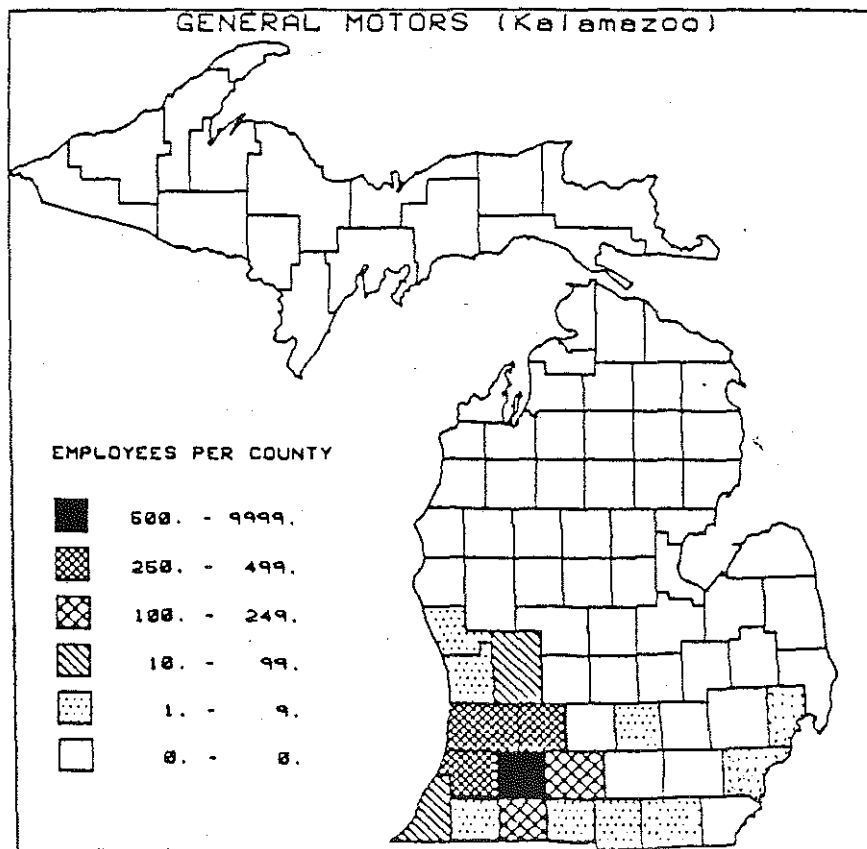 GENERAL MOTORS (Kalamazoo)
EMPLOYEES PER COUNTY
500. - 9999.
250. - 499.
100. - 249.
10. - 99.
1. - 9.
0. - 0.